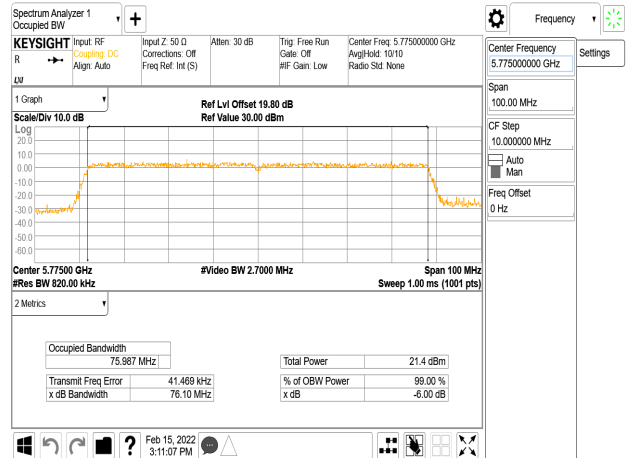 Spectrum Analyzer 1
Occupied BW
▼
+
Frequency ▼
KEYSIGHT
R
Input: RF
Coupling: DC
Align: Auto
Input Z: 50 Ω
Corrections: Off
Freq Ref: Int (S)
Atten: 30 dB
Trig: Free Run
Gate: Off
#IF Gain: Low
Center Freq: 5.775000000 GHz
Avg|Hold: 10/10
Radio Std: None
LXI
1 Graph ▼
Scale/Div 10.0 dB
Ref Lvl Offset 19.80 dB
Ref Value 30.00 dBm
Log
20.0
10.0
0.00
-10.0
-20.0
-30.0
-40.0
-50.0
-60.0
Center 5.77500 GHz
#Video BW 2.7000 MHz
Span 100 MHz
#Res BW 820.00 kHz
Sweep 1.00 ms (1001 pts)
2 Metrics ▼
Occupied Bandwidth
75.987 MHz
Total Power 21.4 dBm
Transmit Freq Error 41.469 kHz
% of OBW Power 99.00 %
x dB Bandwidth 76.10 MHz
x dB -6.00 dB
Center Frequency
5.775000000 GHz
Settings
Span
100.00 MHz
CF Step
10.000000 MHz
Auto
Man
Freq Offset
0 Hz
?
Feb 15, 2022
3:11:07 PM